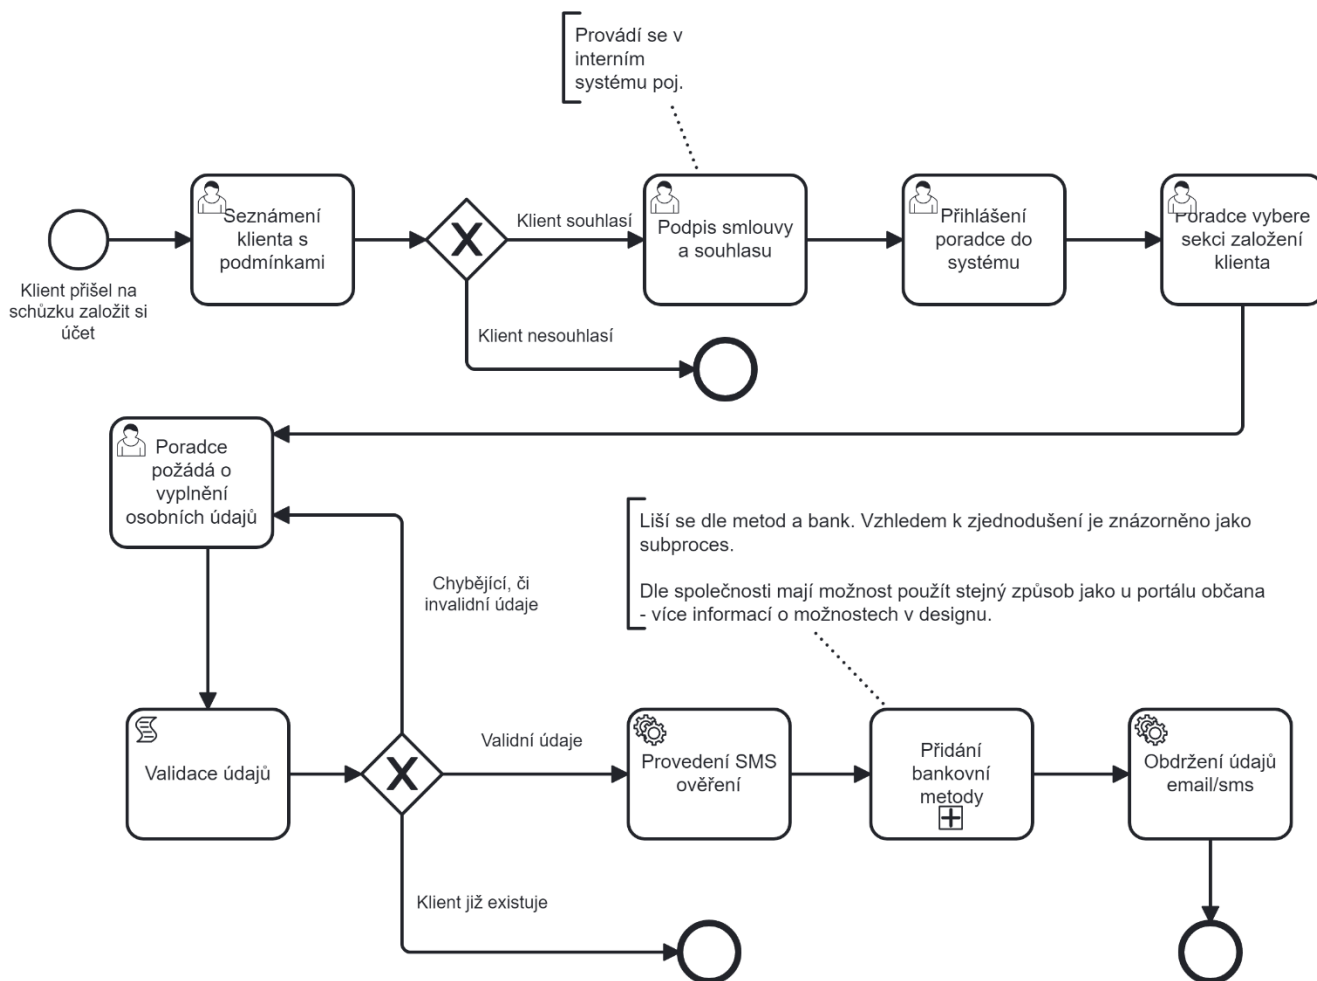 Provádí se v
interním
systému poj.
Klient přišel na
schůzku založit si
účet
Seznámení
klienta s
podmínkami
X
Klient souhlasí
Klient nesouhlasí
Podpis smlouvy
a souhlasu
Přihlášení
poradce do
systému
Poradce vybere
sekci založení
klienta
Poradce
požádá o
vyplnění
osobních údajů
Chybějící, či
invalidní údaje
Liší se dle metod a bank. Vzhledem k zjednodušení je znázorněno jako
subproces.
Dle společnosti mají možnost použít stejný způsob jako u portálu občana
- více informací o možnostech v designu.
Validace údajů
X
Validní údaje
Klient již existuje
Provedení SMS
ověření
Přidání
bankovní
metody
Obdržení údajů
email/sms